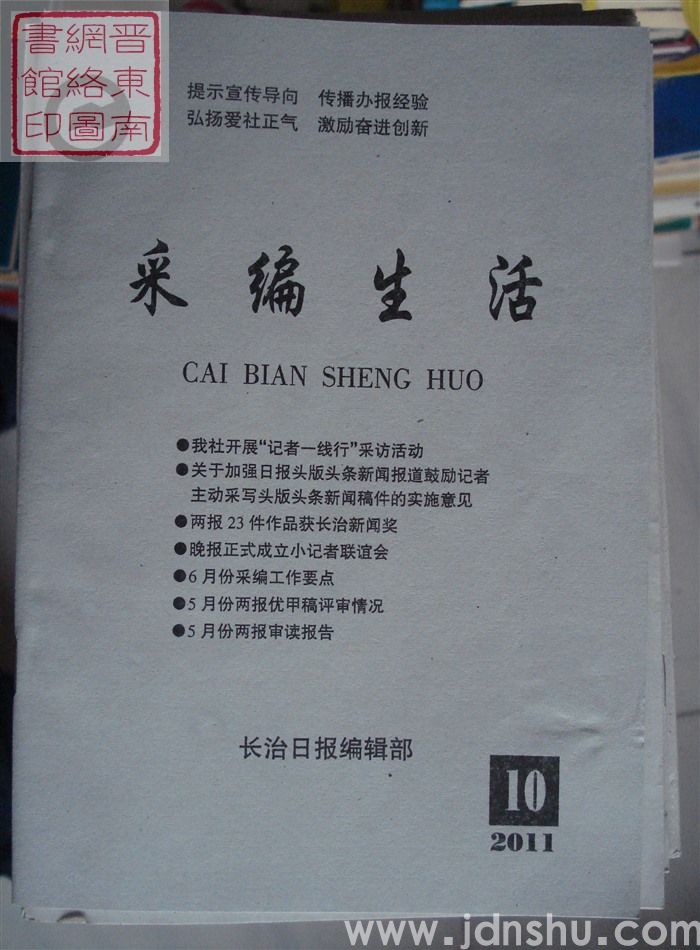 晋东南
網絡圖
書館印
提示宣传导向 传播办报经验
弘扬爱社正气 激励奋进创新
采编生活
CAI BIAN SHENG HUO
●我社开展“记者一线行”采访活动
●关于加强日报头版头条新闻报道鼓励记者
主动采写头版头条新闻稿件的实施意见
●两报23件作品获长治新闻奖
●晚报正式成立小记者联谊会
●6月份采编工作要点
●5月份两报优甲稿评审情况
●5月份两报审读报告
长治日报编辑部
10
2011
www.jdnshu.com